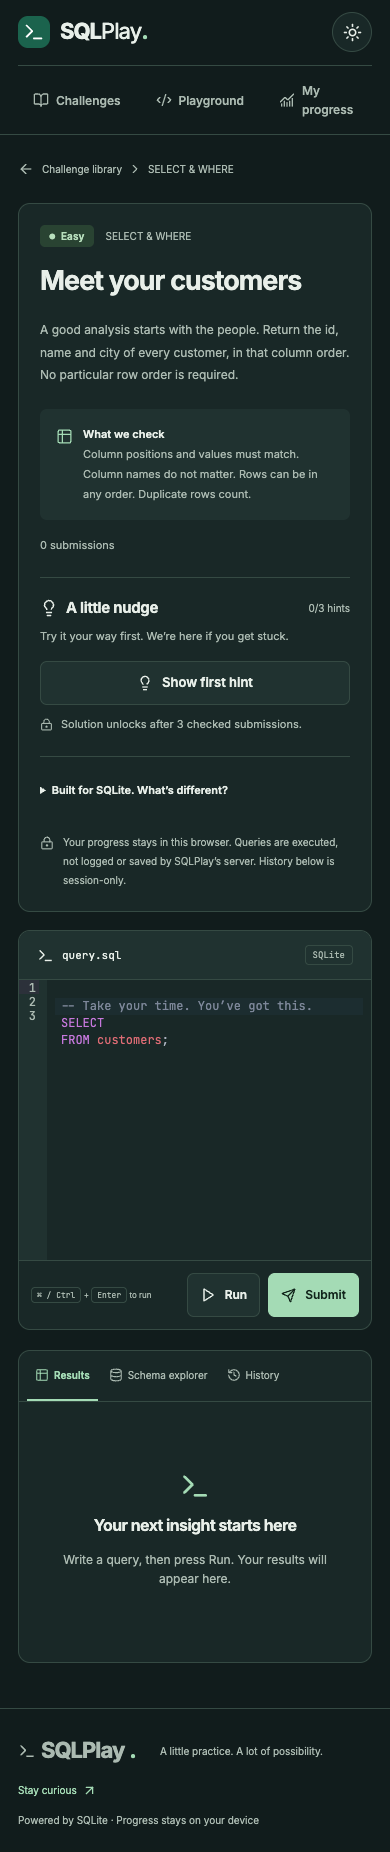 SQLPlay.
Challenges
Playground
My
progress
Challenge library
SELECT & WHERE
Easy
SELECT & WHERE
Meet your customers
A good analysis starts with the people. Return the id,
name and city of every customer, in that column order.
No particular row order is required.
What we check
Column positions and values must match.
Column names do not matter. Rows can be in
any order. Duplicate rows count.
0 submissions
A little nudge
0/3 hints
Try it your way first. We’re here if you get stuck.
Show first hint
Solution unlocks after 3 checked submissions.
Built for SQLite. What’s different?
Your progress stays in this browser. Queries are executed,
not logged or saved by SQLPlay’s server. History below is
session-only.
query.sql
SQLite
1
2
3
-- Take your time. You’ve got this.
SELECT
FROM customers;
⌘ / Ctrl + Enter to run
Run
Submit
Results
Schema explorer
History
Your next insight starts here
Write a query, then press Run. Your results will
appear here.
SQLPlay .
A little practice. A lot of possibility.
Stay curious
Powered by SQLite · Progress stays on your device